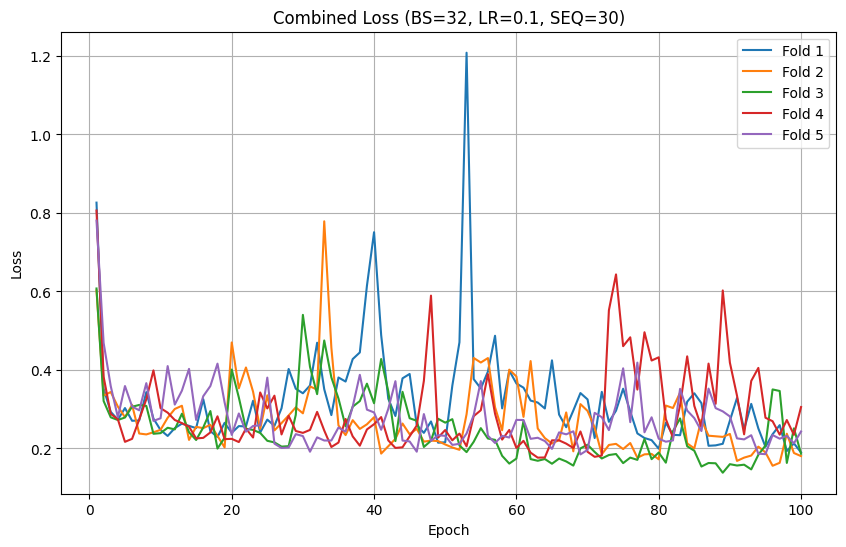 Combined Loss (BS=32, LR=0.1, SEQ=30)
Fold 1
Fold 2
Fold 3
Fold 4
Fold 5
Loss
1.2
1.0
0.8
0.6
0.4
0.2
0 20 40 60 80 100
Epoch